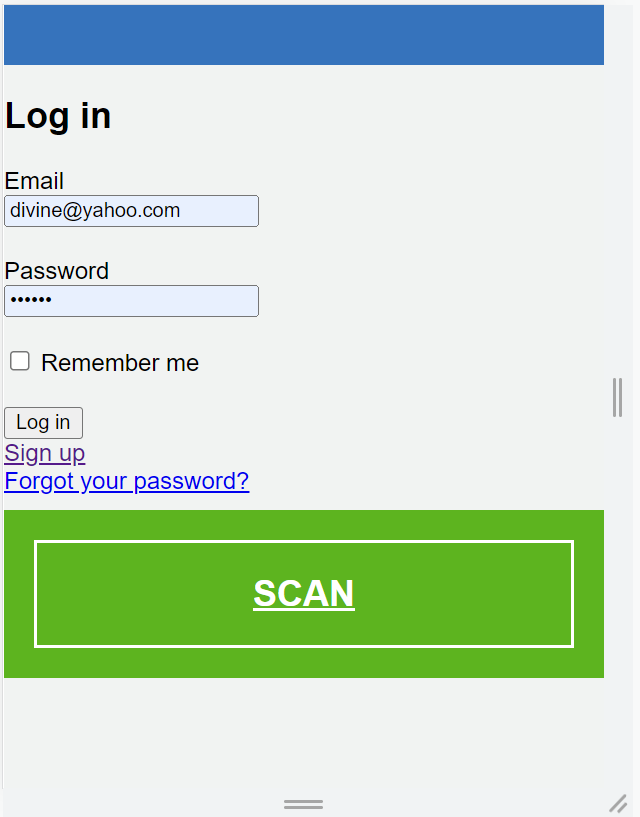 Log in
Email
divine@yahoo.com
Password
••••••
Remember me
Log in
Sign up
Forgot your password?
SCAN